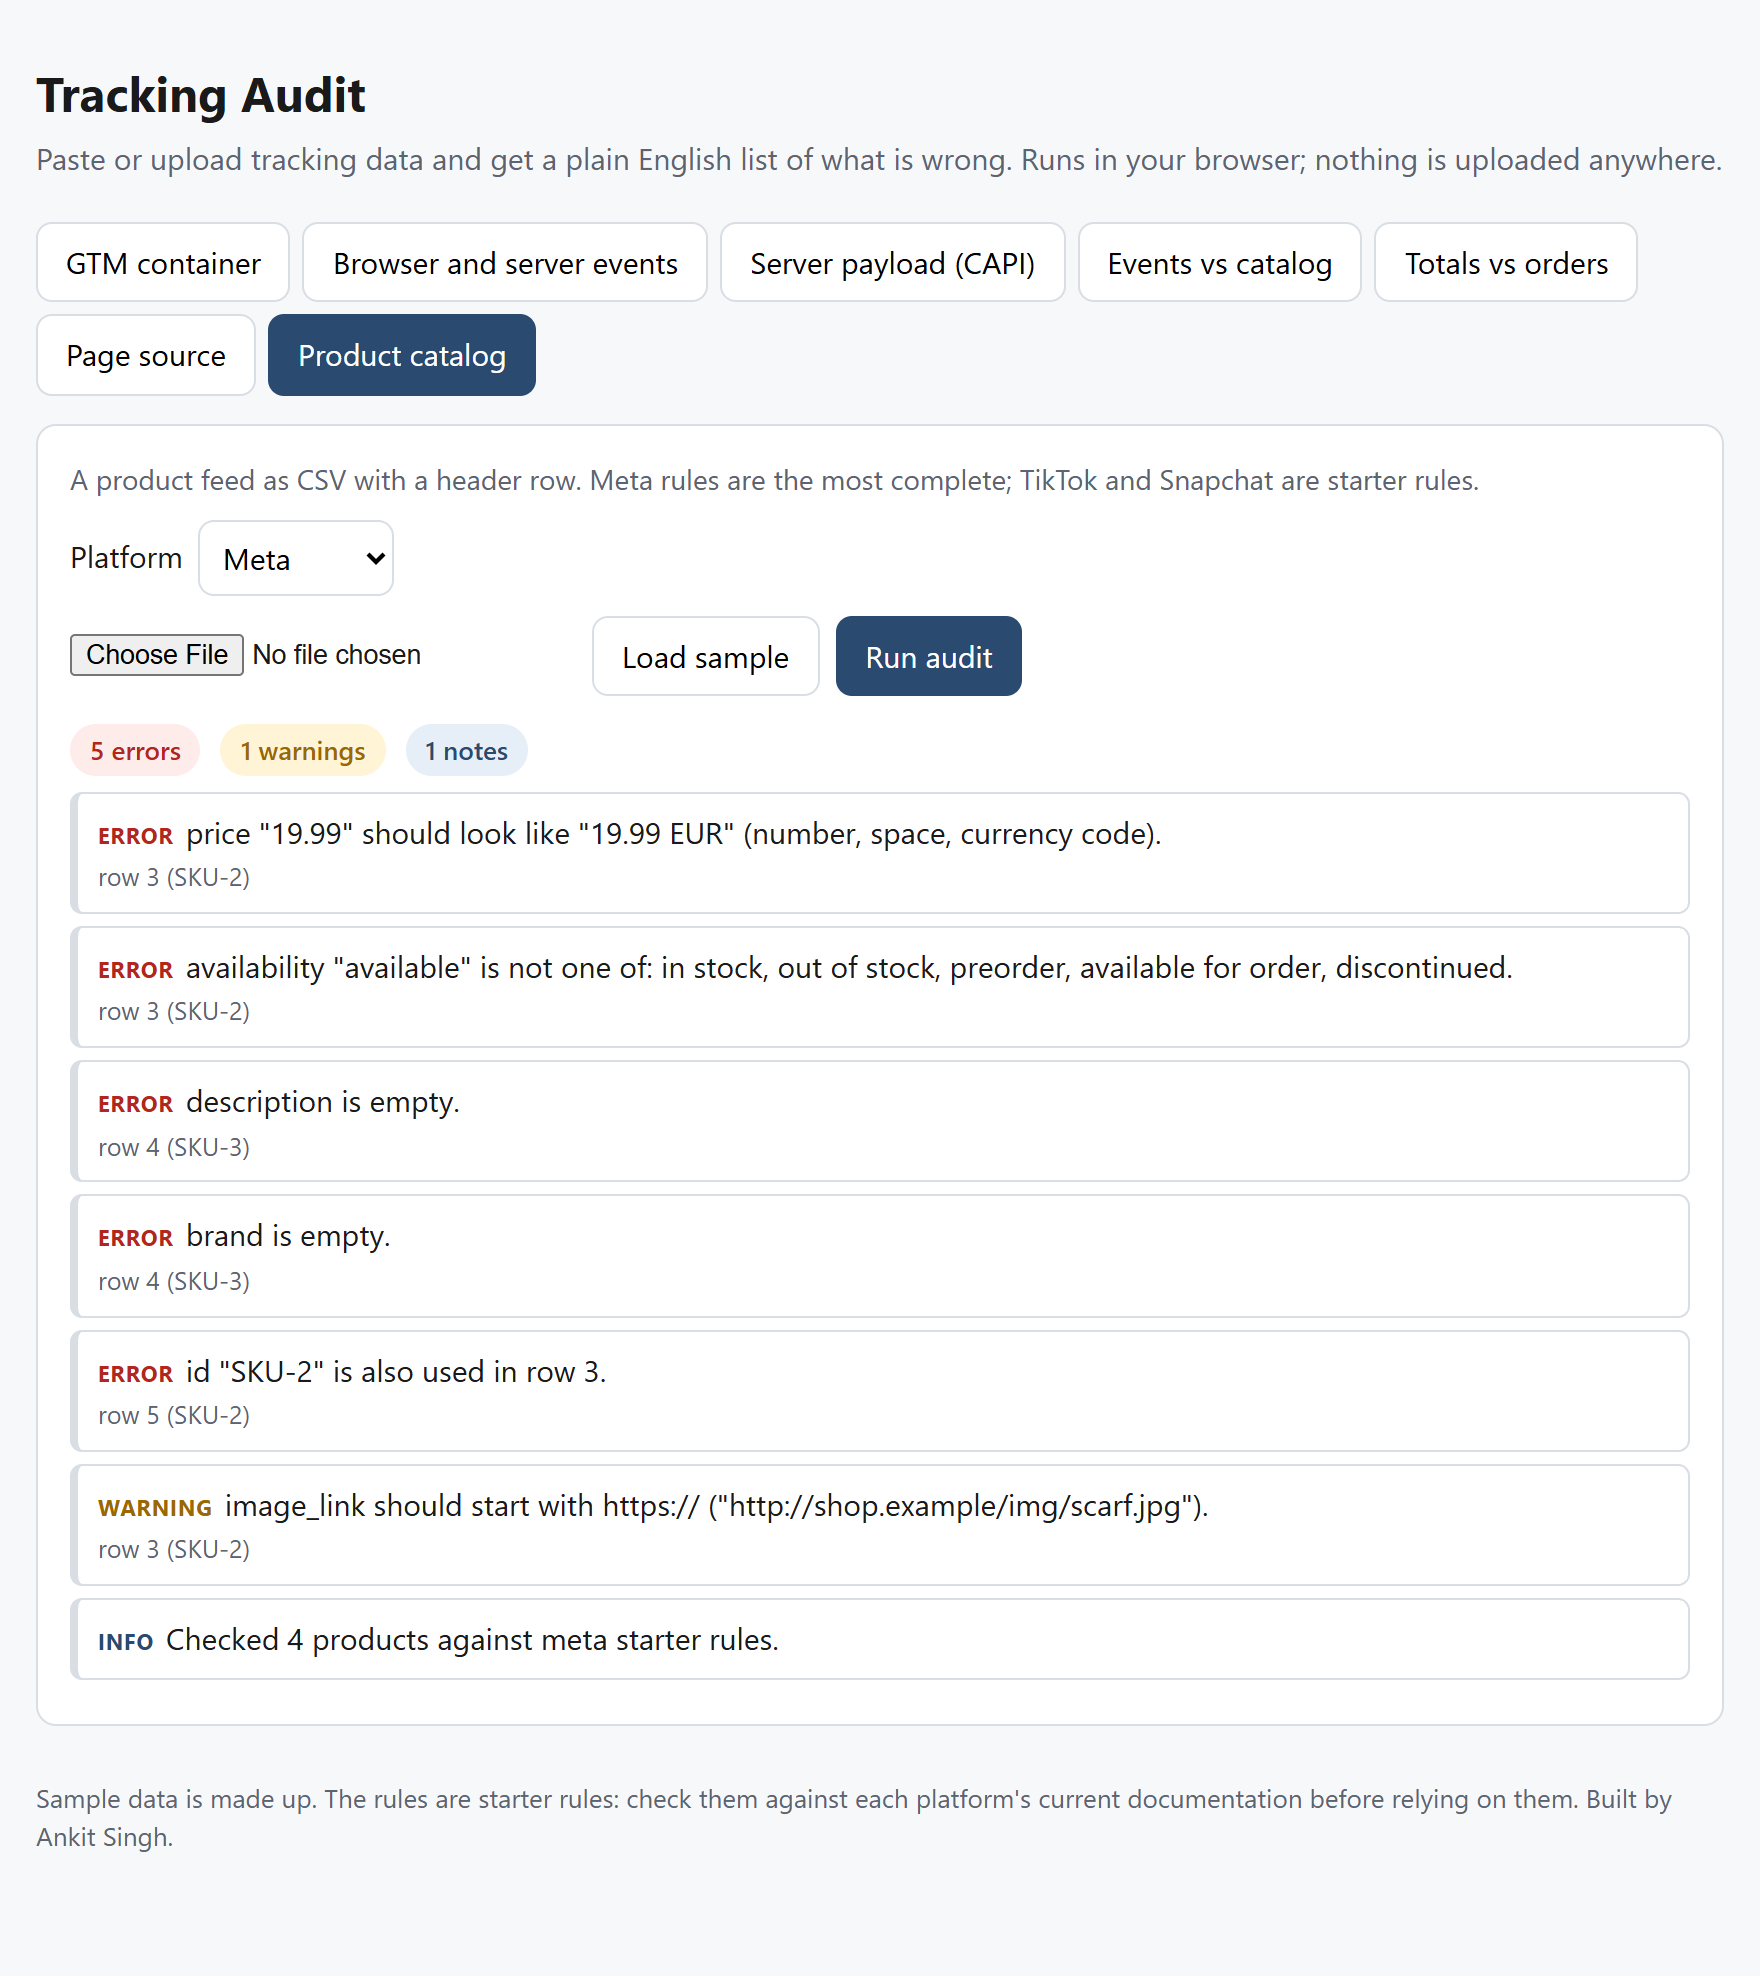 Tracking Audit
Paste or upload tracking data and get a plain English list of what is wrong. Runs in your browser; nothing is uploaded anywhere.
GTM container
Browser and server events
Server payload (CAPI)
Events vs catalog
Totals vs orders
Page source
Product catalog
A product feed as CSV with a header row. Meta rules are the most complete; TikTok and Snapchat are starter rules.
Platform Meta
Choose File No file chosen
Load sample
Run audit
5 errors
1 warnings
1 notes
ERROR price "19.99" should look like "19.99 EUR" (number, space, currency code).
row 3 (SKU-2)
ERROR availability "available" is not one of: in stock, out of stock, preorder, available for order, discontinued.
row 3 (SKU-2)
ERROR description is empty.
row 4 (SKU-3)
ERROR brand is empty.
row 4 (SKU-3)
ERROR id "SKU-2" is also used in row 3.
row 5 (SKU-2)
WARNING image_link should start with https:// ("http://shop.example/img/scarf.jpg").
row 3 (SKU-2)
INFO Checked 4 products against meta starter rules.
Sample data is made up. The rules are starter rules: check them against each platform's current documentation before relying on them. Built by
Ankit Singh.